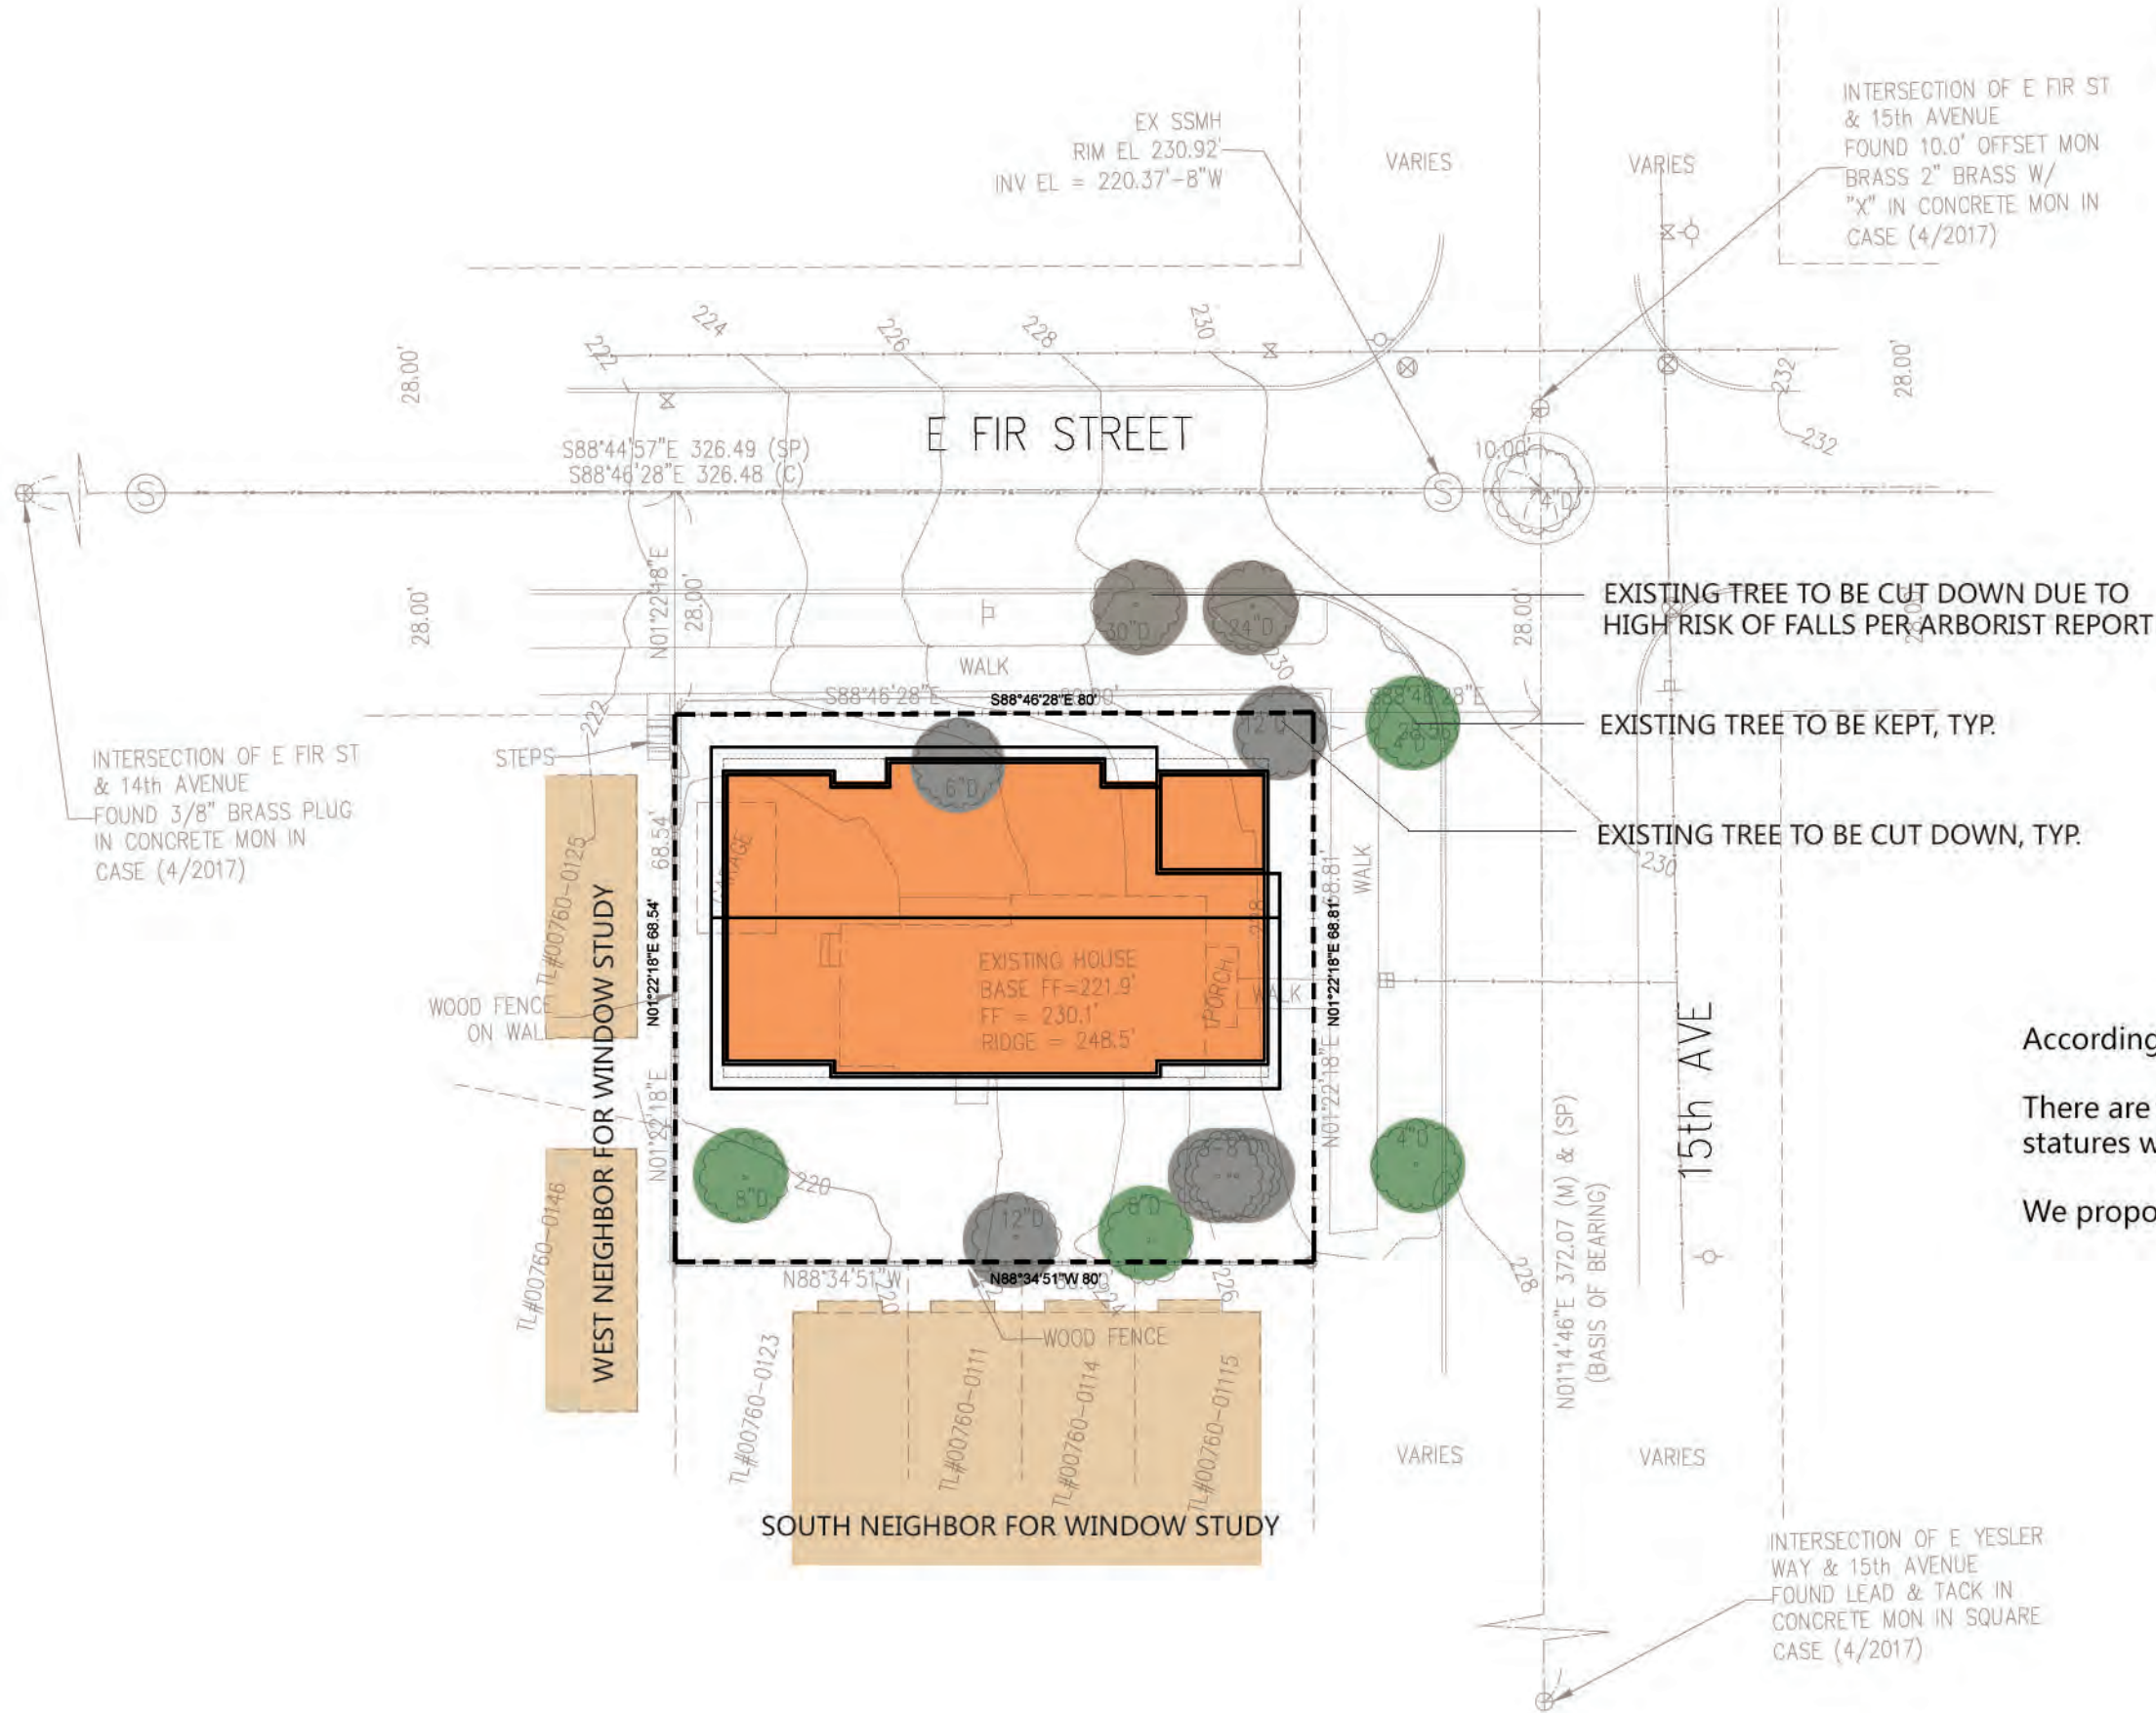 EX SSMH
RIM EL 230.92'
INV EL = 220.37'-8"W
VARIES
VARIES
INTERSECTION OF E FIR ST
& 15th AVENUE
FOUND 10.0' OFFSET MON
BRASS 2" BRASS W/
"X" IN CONCRETE MON IN
CASE (4/2017)
222
224
226
228
230
232
232
28.00'
28.00'
E FIR STREET
S88°44'57"E 326.49 (SP)
S88°46'28"E 326.48 (C)
S
S
10.00'
4"D
N01°22'18"E
28.00'
28.00'
28.00'
30"D
24"D
EXISTING TREE TO BE CUT DOWN DUE TO
HIGH RISK OF FALLS PER ARBORIST REPORT
WALK
230
S88°46'28"E
S88°46'28"E 80'
S88°46'28"E
12"D
4"D
EXISTING TREE TO BE KEPT, TYP.
222
STEPS
INTERSECTION OF E FIR ST
& 14th AVENUE
FOUND 3/8" BRASS PLUG
IN CONCRETE MON IN
CASE (4/2017)
6"D
EXISTING TREE TO BE CUT DOWN, TYP.
230
TL#00760-0125
68.54'
GARAGE
68.81'
WALK
228
N01°22'18"E 68.54'
N01°22'18"E 68.81'
WEST NEIGHBOR FOR WINDOW STUDY
WOOD FENCE
ON WALL
EXISTING HOUSE
BASE FF=221.9'
FF = 230.1'
RIDGE = 248.5'
PORCH
WALK
15th AVE
According
There are
statures w
We propo
N01°22'18"E
N01°22'18"E
TL#00760-0146
8"D
220
12"D
8"D
4"D
N01°14'46"E 372.07 (M) & (SP)
(BASIS OF BEARING)
N88°34'51"W
N88°34'51"W 80'
220
224
226
228
WOOD FENCE
TL#00760-0123
TL#00760-0111
TL#00760-0114
TL#00760-01115
VARIES
VARIES
SOUTH NEIGHBOR FOR WINDOW STUDY
INTERSECTION OF E YESLER
WAY & 15th AVENUE
FOUND LEAD & TACK IN
CONCRETE MON IN SQUARE
CASE (4/2017)